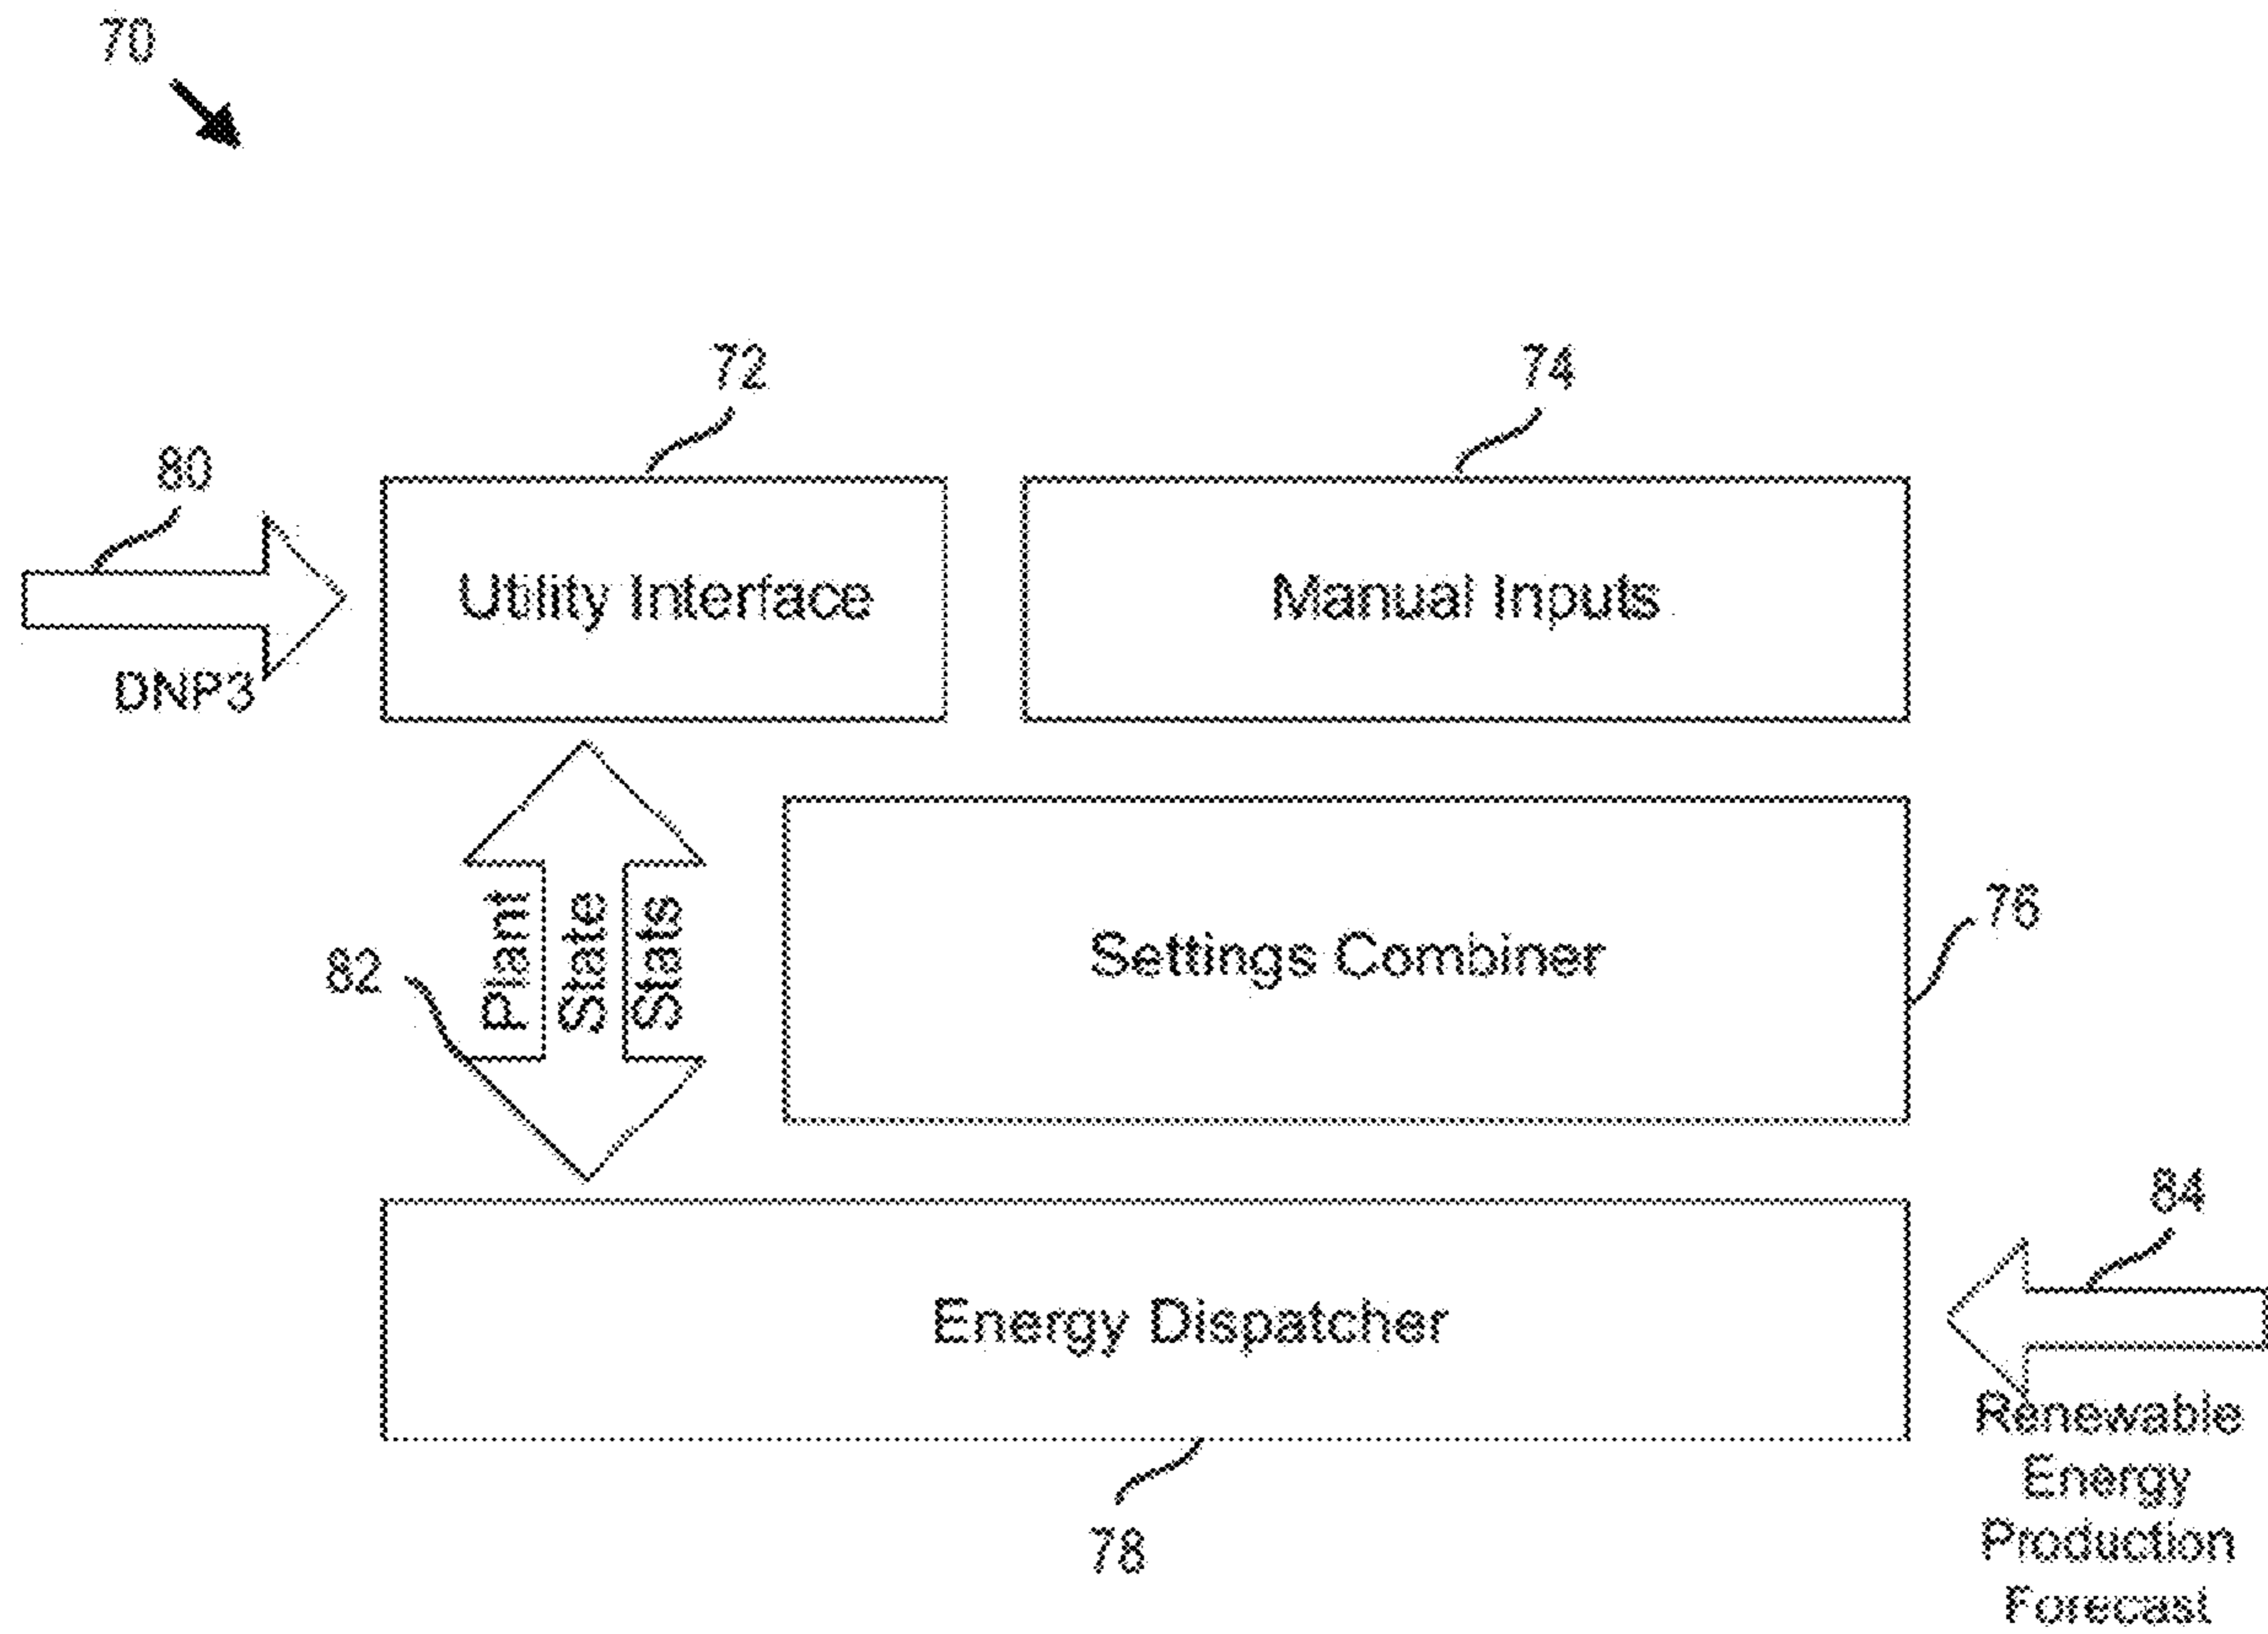 70
72
74
80
Utility Interface
Manual Inputs
DNP3
Plant
State
Stats
82
Settings Combiner
76
84
Energy Dispatcher
Renewable
Energy
Production
Forecast
78